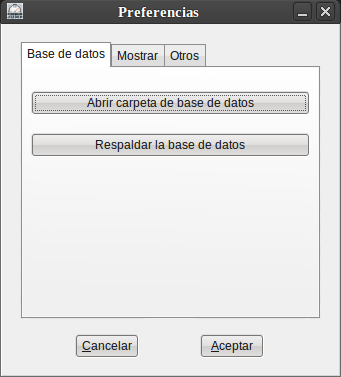 Preferencias
Base de datos Mostrar Otros
Abrir carpeta de base de datos
Respaldar la base de datos
Cancelar Aceptar